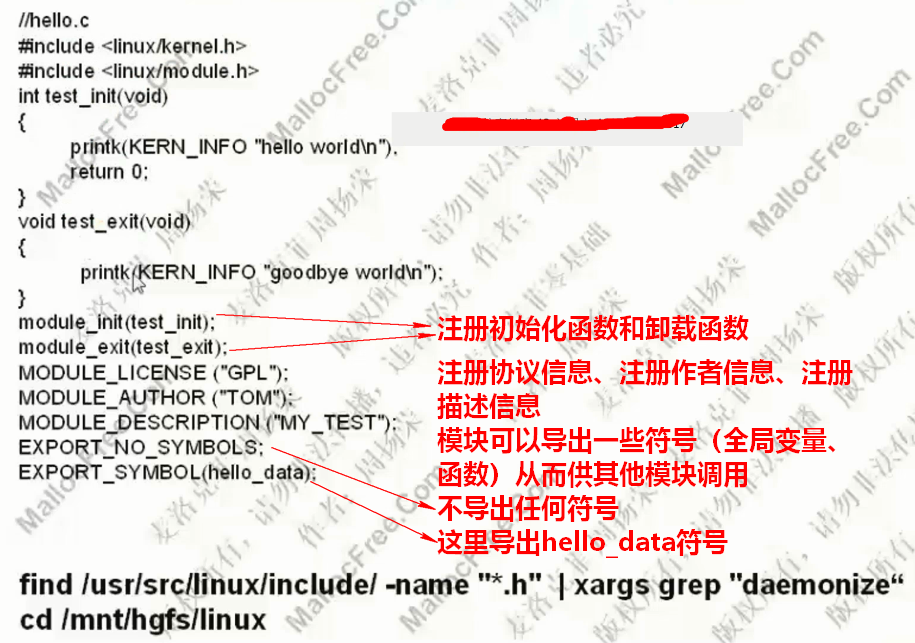 //hello.c
#include <linux/kernel.h>
#include <linux/module.h>
int test_init(void)
{
printk(KERN_INFO "hello world\n");
return 0;
}
void test_exit(void)
{
printk(KERN_INFO "goodbye world\n");
}
module_init(test_init);
module_exit(test_exit);
注册初始化函数和卸载函数
MODULE_LICENSE ("GPL");
MODULE_AUTHOR ("TOM");
MODULE_DESCRIPTION ("MY_TEST");
注册协议信息、注册作者信息、注册
描述信息
EXPORT_NO_SYMBOLS;
EXPORT_SYMBOL(hello_data);
模块可以导出一些符号（全局变量、
函数）从而供其他模块调用
不导出任何符号
这里导出hello_data符号
find /usr/src/linux/include/ -name "*.h" | xargs grep "daemonize“
cd /mnt/hgfs/linux
MallocFree.Com
麦洛克菲 周扬荣
版权所有，请勿非法传播，违者必究
作者：周扬荣
麦洛克菲零基础